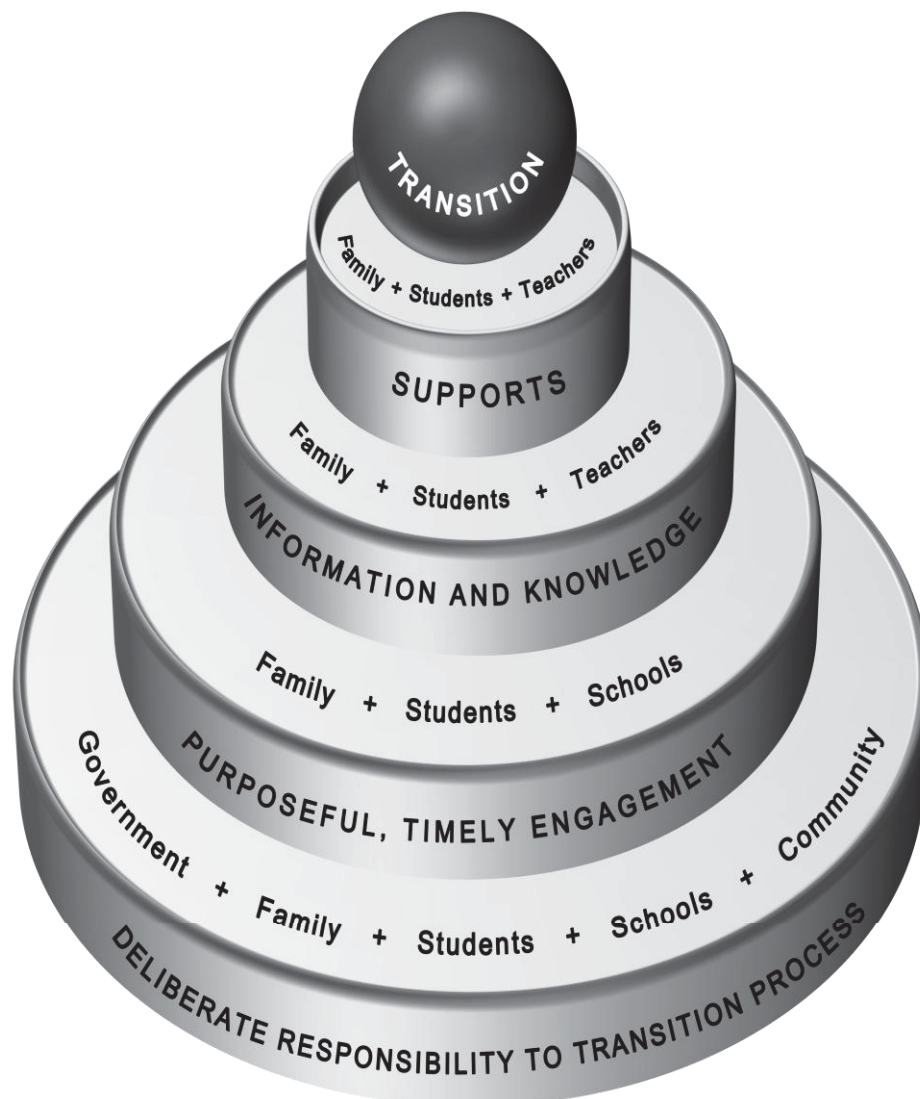 TRANSITION
Family + Students + Teachers
SUPPORTS
Family + Students + Teachers
INFORMATION AND KNOWLEDGE
Family + Students + Schools
PURPOSEFUL, TIMELY ENGAGEMENT
Government + Family + Students + Schools + Community
DELIBERATE RESPONSIBILITY TO TRANSITION PROCESS